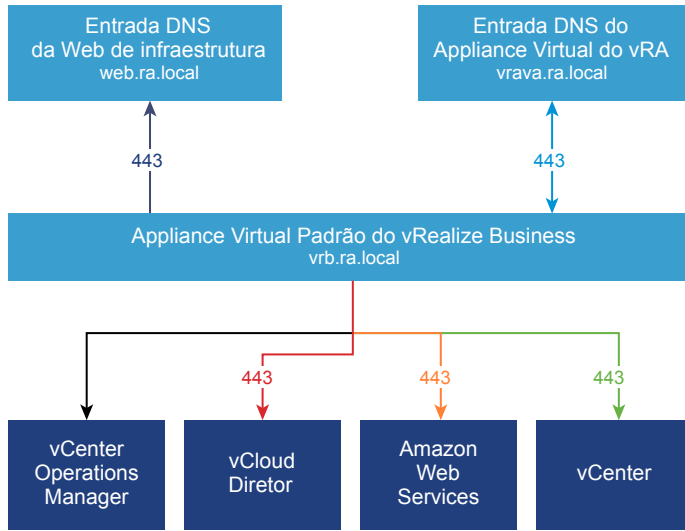 Entrada DNS
da Web de infraestrutura
web.ra.local
Entrada DNS do
Appliance Virtual do vRA
vrava.ra.local
443
443
Appliance Virtual Padrão do vRealize Business
vrb.ra.local
443
443
443
vCenter
Operations
Manager
vCloud
Diretor
Amazon
Web
Services
vCenter